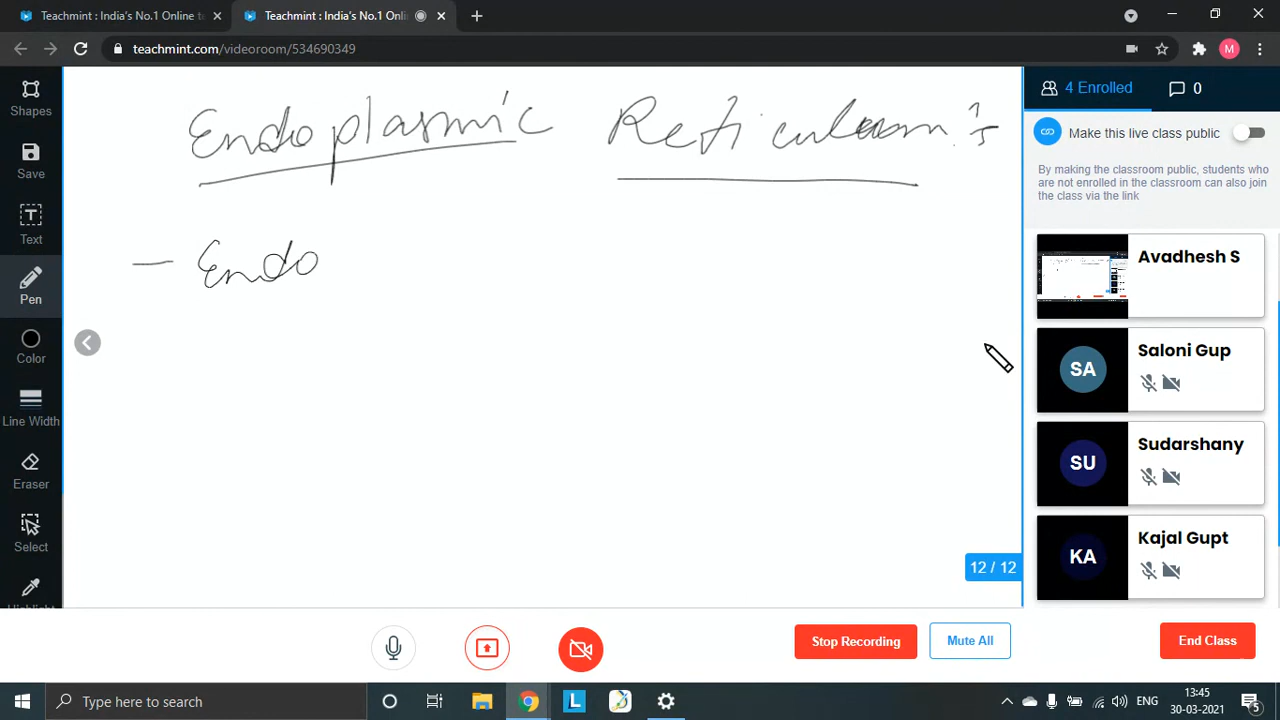 Teachmint : India's No.1 Online ta
Teachmint : India's No.1 Onli
teachmint.com/videoroom/534690349
M
Shapes
Save
Text
Pen
Color
Line Width
Eraser
Select
Endoplasmic Reticulum :-
- Endo
12 / 12
4 Enrolled
0
Make this live class public
By making the classroom public, students
who are not enrolled in the classroom can also join
the class via the link
Avadhesh S
SA
Saloni Gup
SU
Sudarshany
KA
Kajal Gupt
Stop Recording
Mute All
End Class
Type here to search
L
ENG
13:45
30-03-2021
5